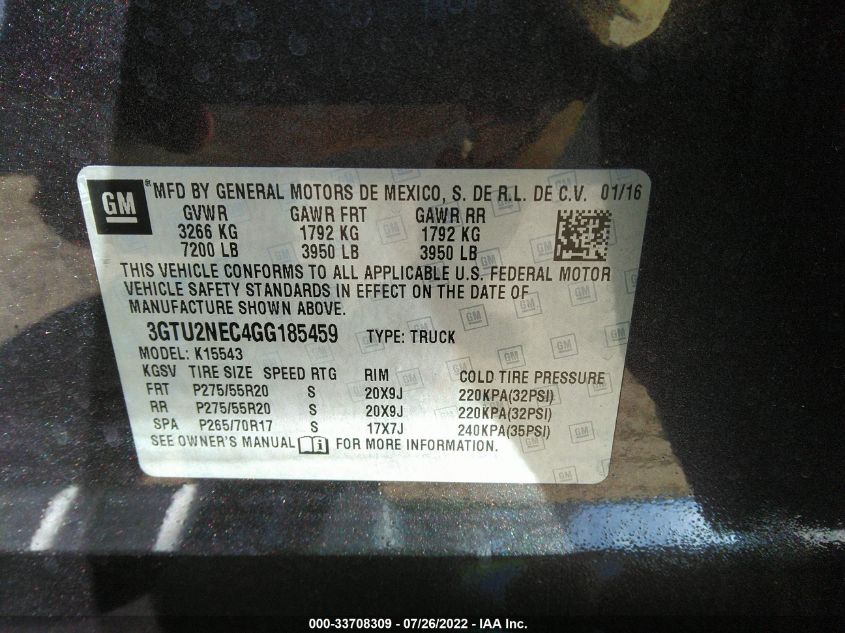 GM ® MFD BY GENERAL MOTORS DE MEXICO, S. DE R.L. DE C.V. 01/16
GVWR GAWR FRT GAWR RR
3266 KG 1792 KG 1792 KG
7200 LB 3950 LB 3950 LB
THIS VEHICLE CONFORMS TO ALL APPLICABLE U.S. FEDERAL MOTOR
VEHICLE SAFETY STANDARDS IN EFFECT ON THE DATE OF
MANUFACTURE SHOWN ABOVE.
3GTU2NEC4GG185459 TYPE: TRUCK
MODEL: K15543
KGSV TIRE SIZE SPEED RTG RIM COLD TIRE PRESSURE
FRT P275/55R20 S 20X9J 220KPA(32PSI)
RR P275/55R20 S 20X9J 220KPA(32PSI)
SPA P265/70R17 S 17X7J 240KPA(35PSI)
SEE OWNER'S MANUAL FOR MORE INFORMATION.
000-33708309 - 07/26/2022 - IAA Inc.